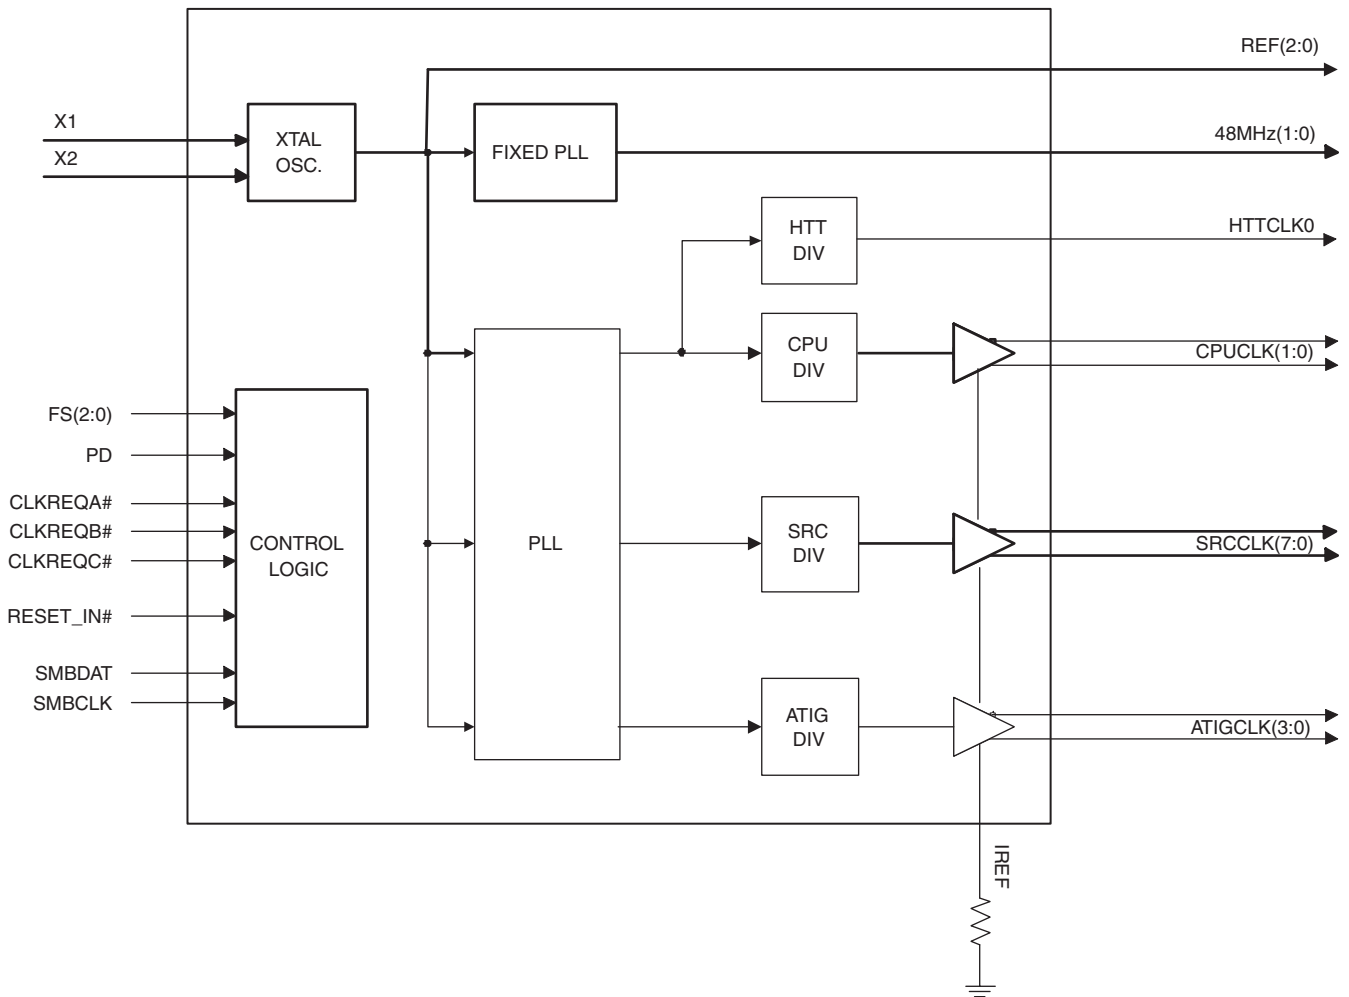 REF(2:0)
X1
X2
XTAL
OSC.
FIXED PLL
48MHz(1:0)
HTT
DIV
HTTCLK0
CPU
DIV
CPUCLK(1:0)
FS(2:0)
PD
CLKREQA#
CLKREQB#
CLKREQC#
RESET_IN#
SMBDAT
SMBCLK
CONTROL
LOGIC
PLL
SRC
DIV
SRCCLK(7:0)
ATIG
DIV
ATIGCLK(3:0)
IREF